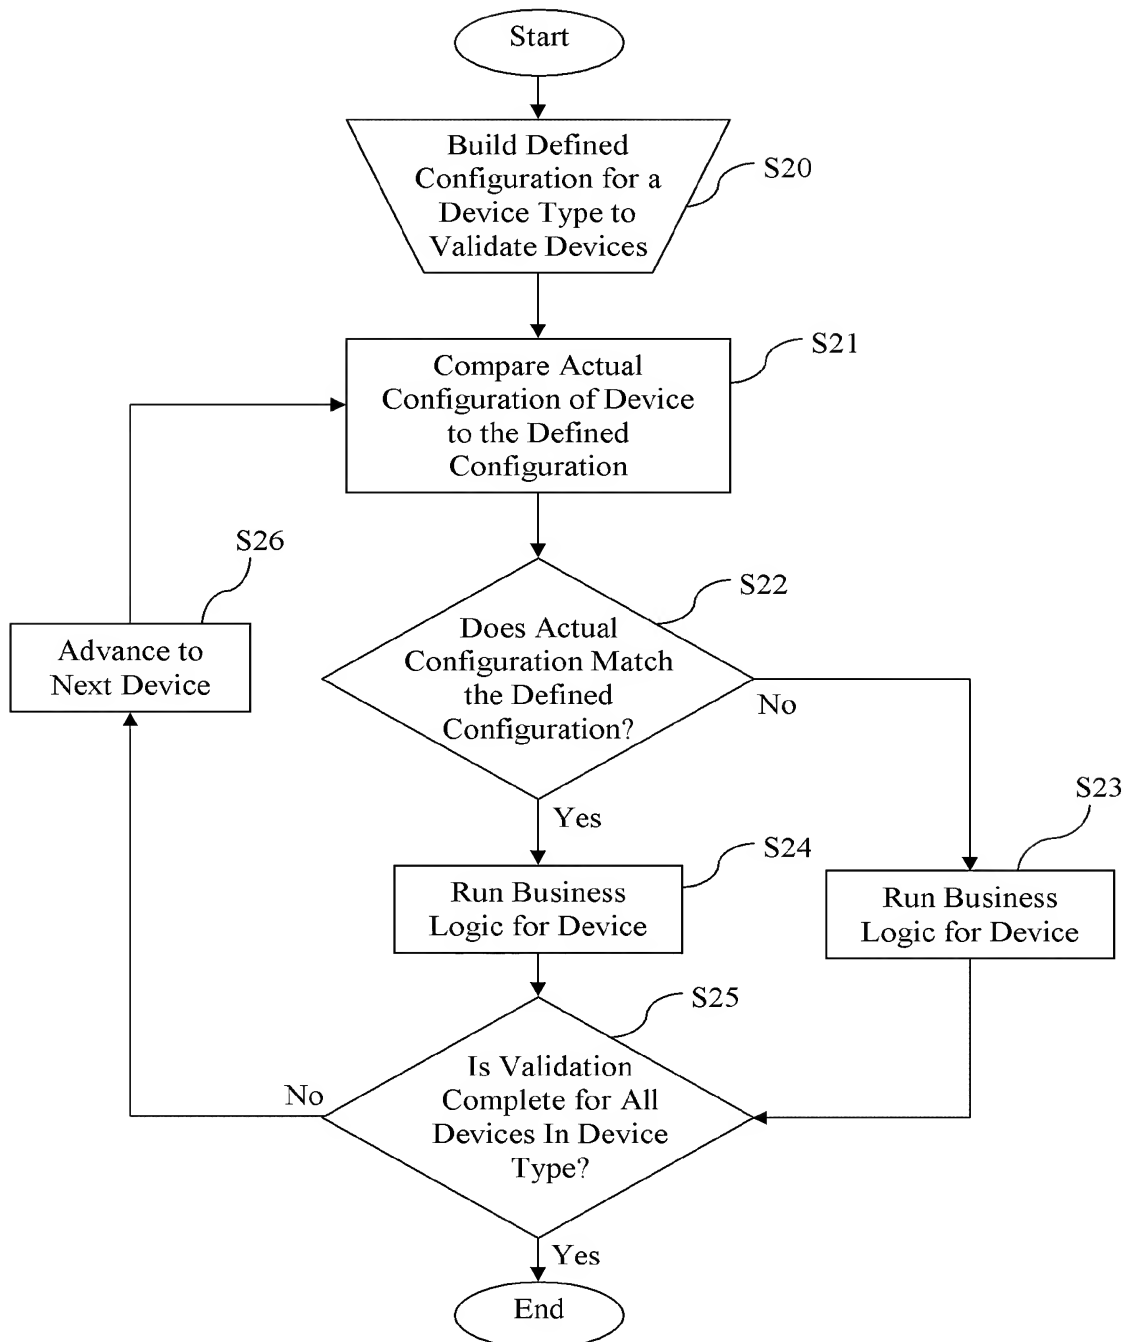 Start
Build Defined
Configuration for a
Device Type to
Validate Devices
S20
Compare Actual
Configuration of Device
to the Defined
Configuration
S21
S26
Advance to
Next Device
S22
Does Actual
Configuration Match
the Defined
Configuration?
No
Yes
S23
S24
Run Business
Logic for Device
Run Business
Logic for Device
S25
Is Validation
Complete for All
Devices In Device
Type?
No
Yes
End